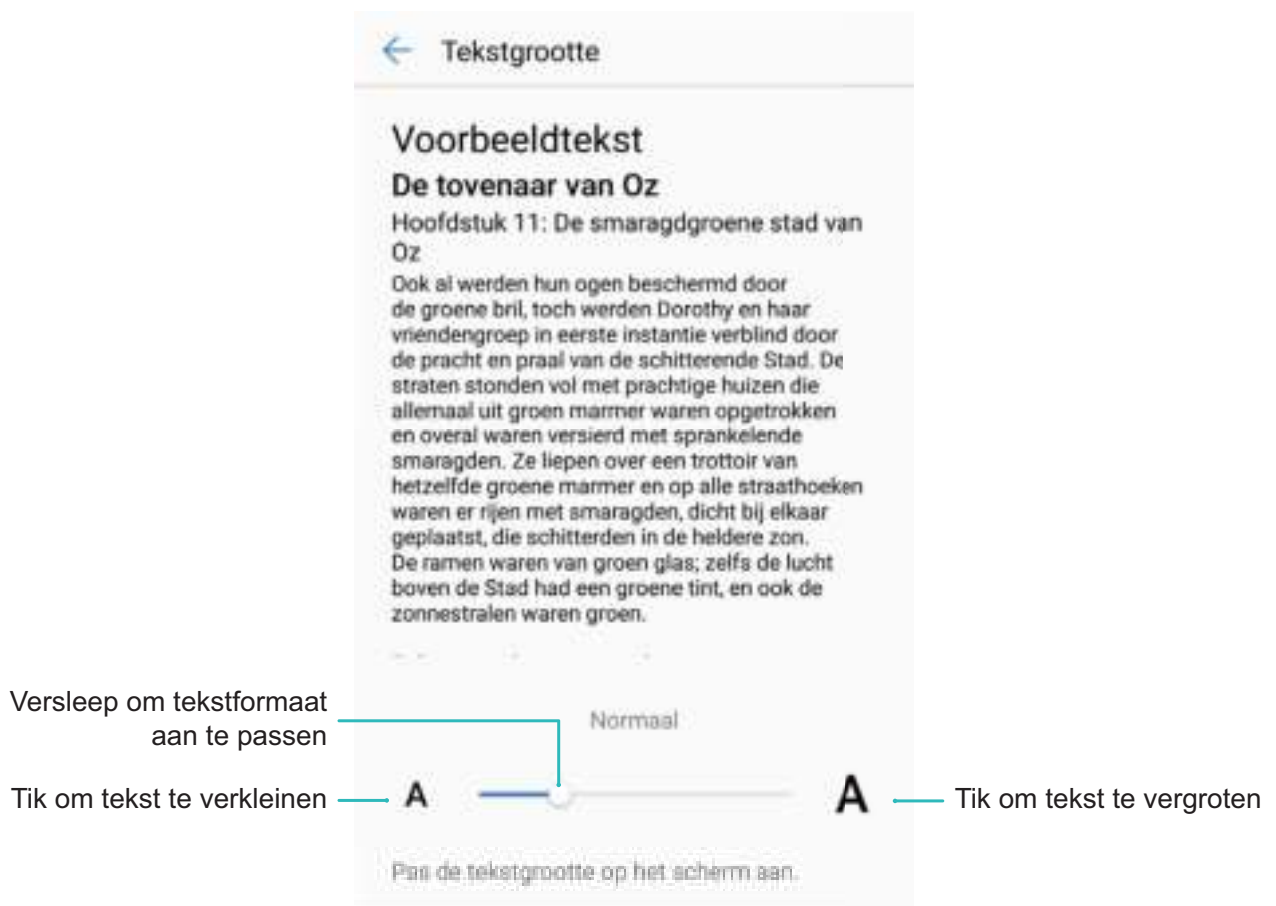 Tekstgrootte
Voorbeeldtekst
De tovenaar van Oz
Hoofdstuk 11: De smaragdgroene stad van
Oz
Ook al werden hun ogen beschermd door
de groene bril, toch werden Dorothy en haar
vriendengroep in eerste instantie verblind door
de pracht en praal van de schitterende Stad. De
straten stonden vol met prachtige huizen die
allemaal uit groen marmer waren opgetrokken
en overal waren versierd met sprankelende
smaragden. Ze liepen over een trottoir van
hetzelfde groene marmer en op alle straathoeken
waren er rijen met smaragden, dicht bij elkaar
geplaatst, die schitterden in de heldere zon.
De ramen waren van groen glas; zelfs de lucht
boven de Stad had een groene tint, en ook de
zonnestralen waren groen.
Versleep om tekstformaat
aan te passen
Normaal
Tik om tekst te verkleinen
A
A
Tik om tekst te vergroten
Pas de tekstgrootte op het scherm aan.